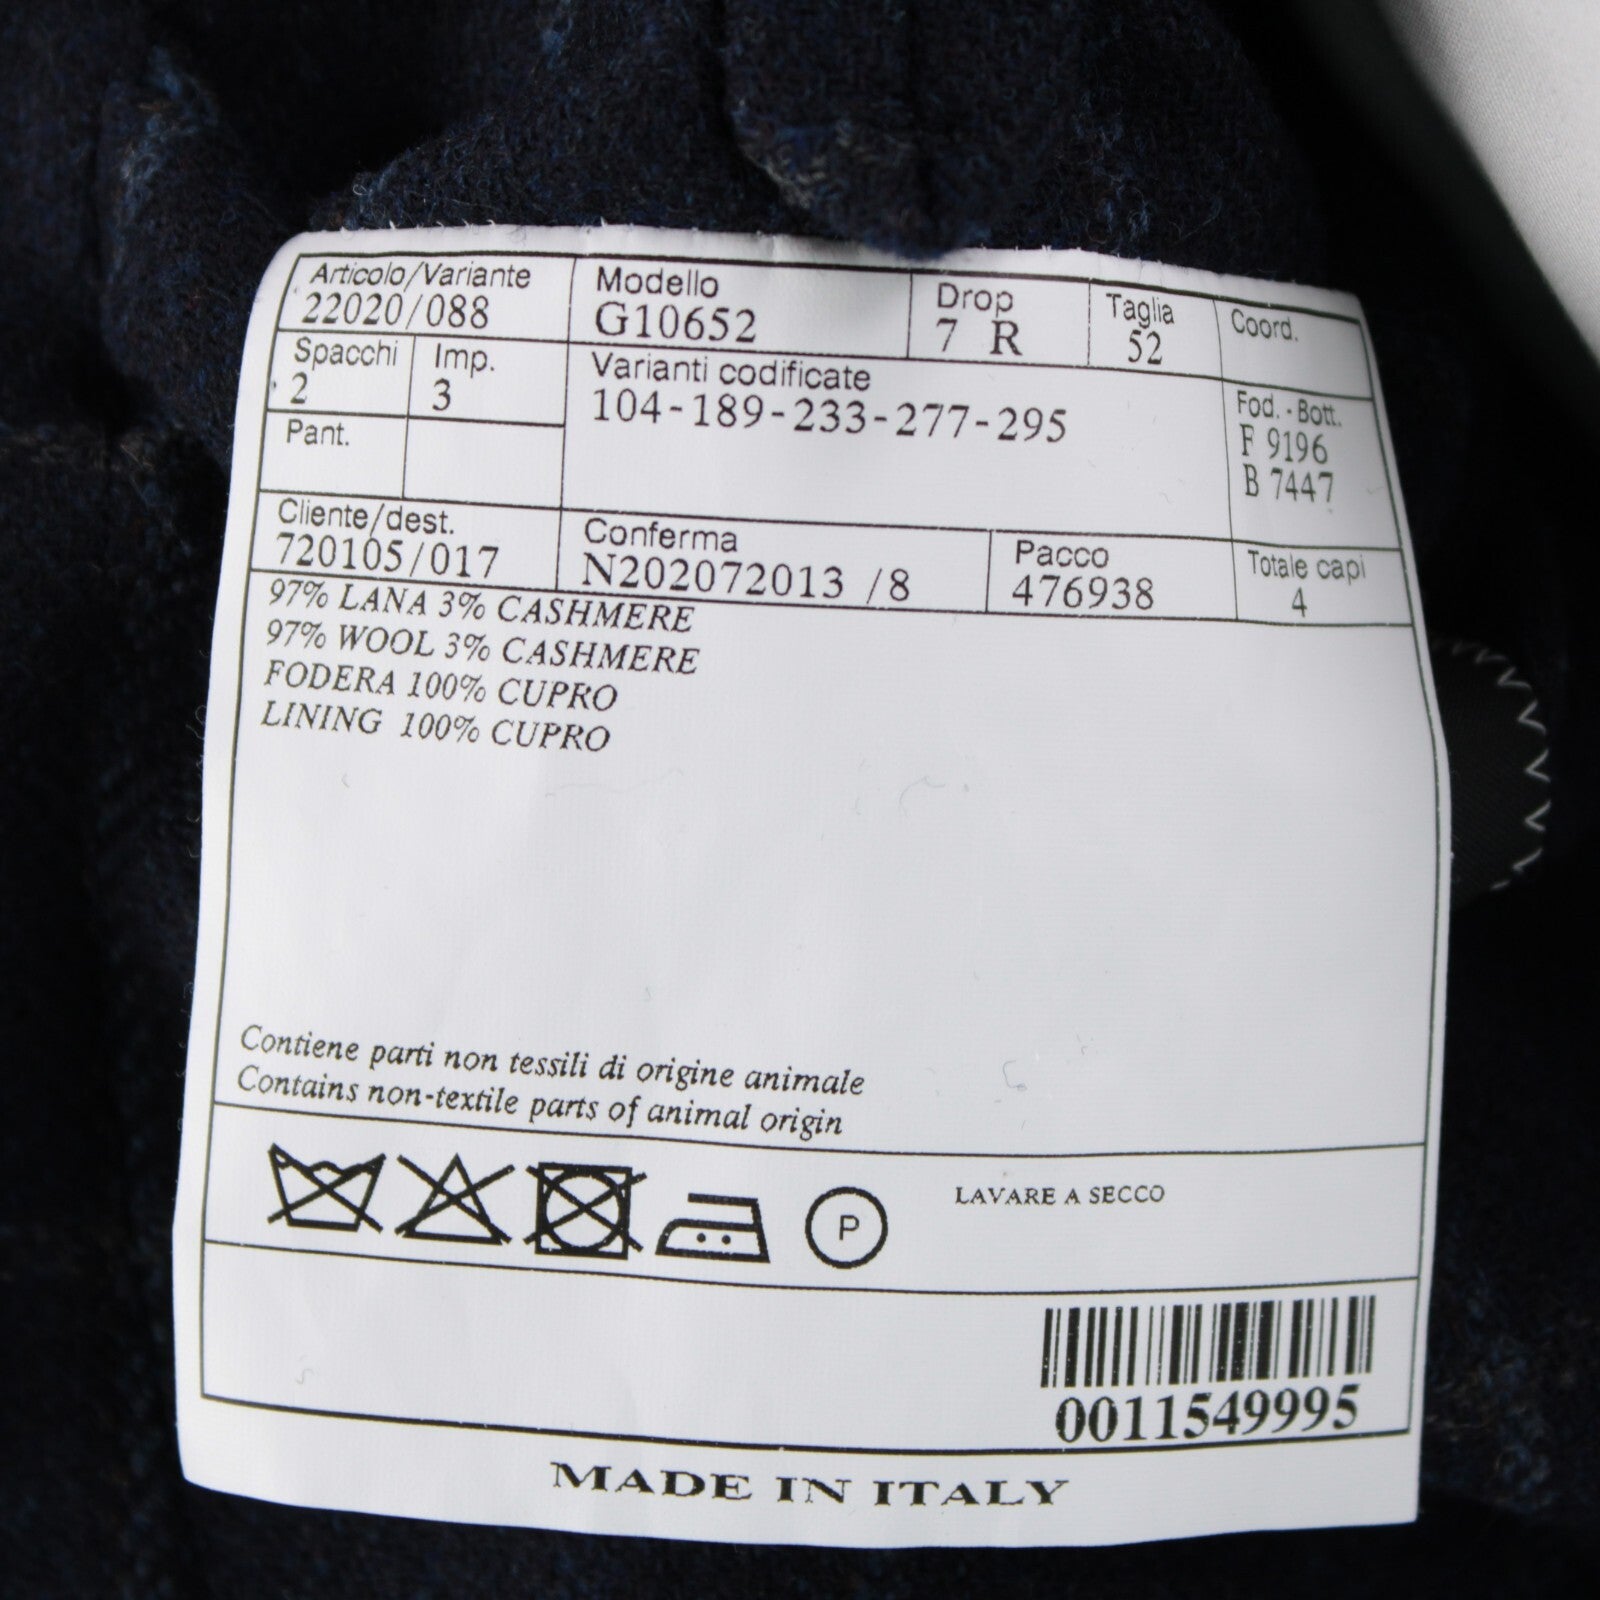 Articolo/Variante
22020/088
Modello
G10652
Drop
7 R
Taglia
52
Coord.
Spacchi
2
Imp.
3
Varianti codificate
104-189-233-277-295
Fod. - Bott.
F 9196
B 7447
Pant.
Cliente/dest.
720105/017
Conferma
N202072013 /8
Pacco
476938
Totale capi
4
97% LANA 3% CASHMERE
97% WOOL 3% CASHMERE
FODERA 100% CUPRO
LINING 100% CUPRO
Contiene parti non tessili di origine animale
Contains non-textile parts of animal origin
P
LAVARE A SECCO
0011549995
MADE IN ITALY